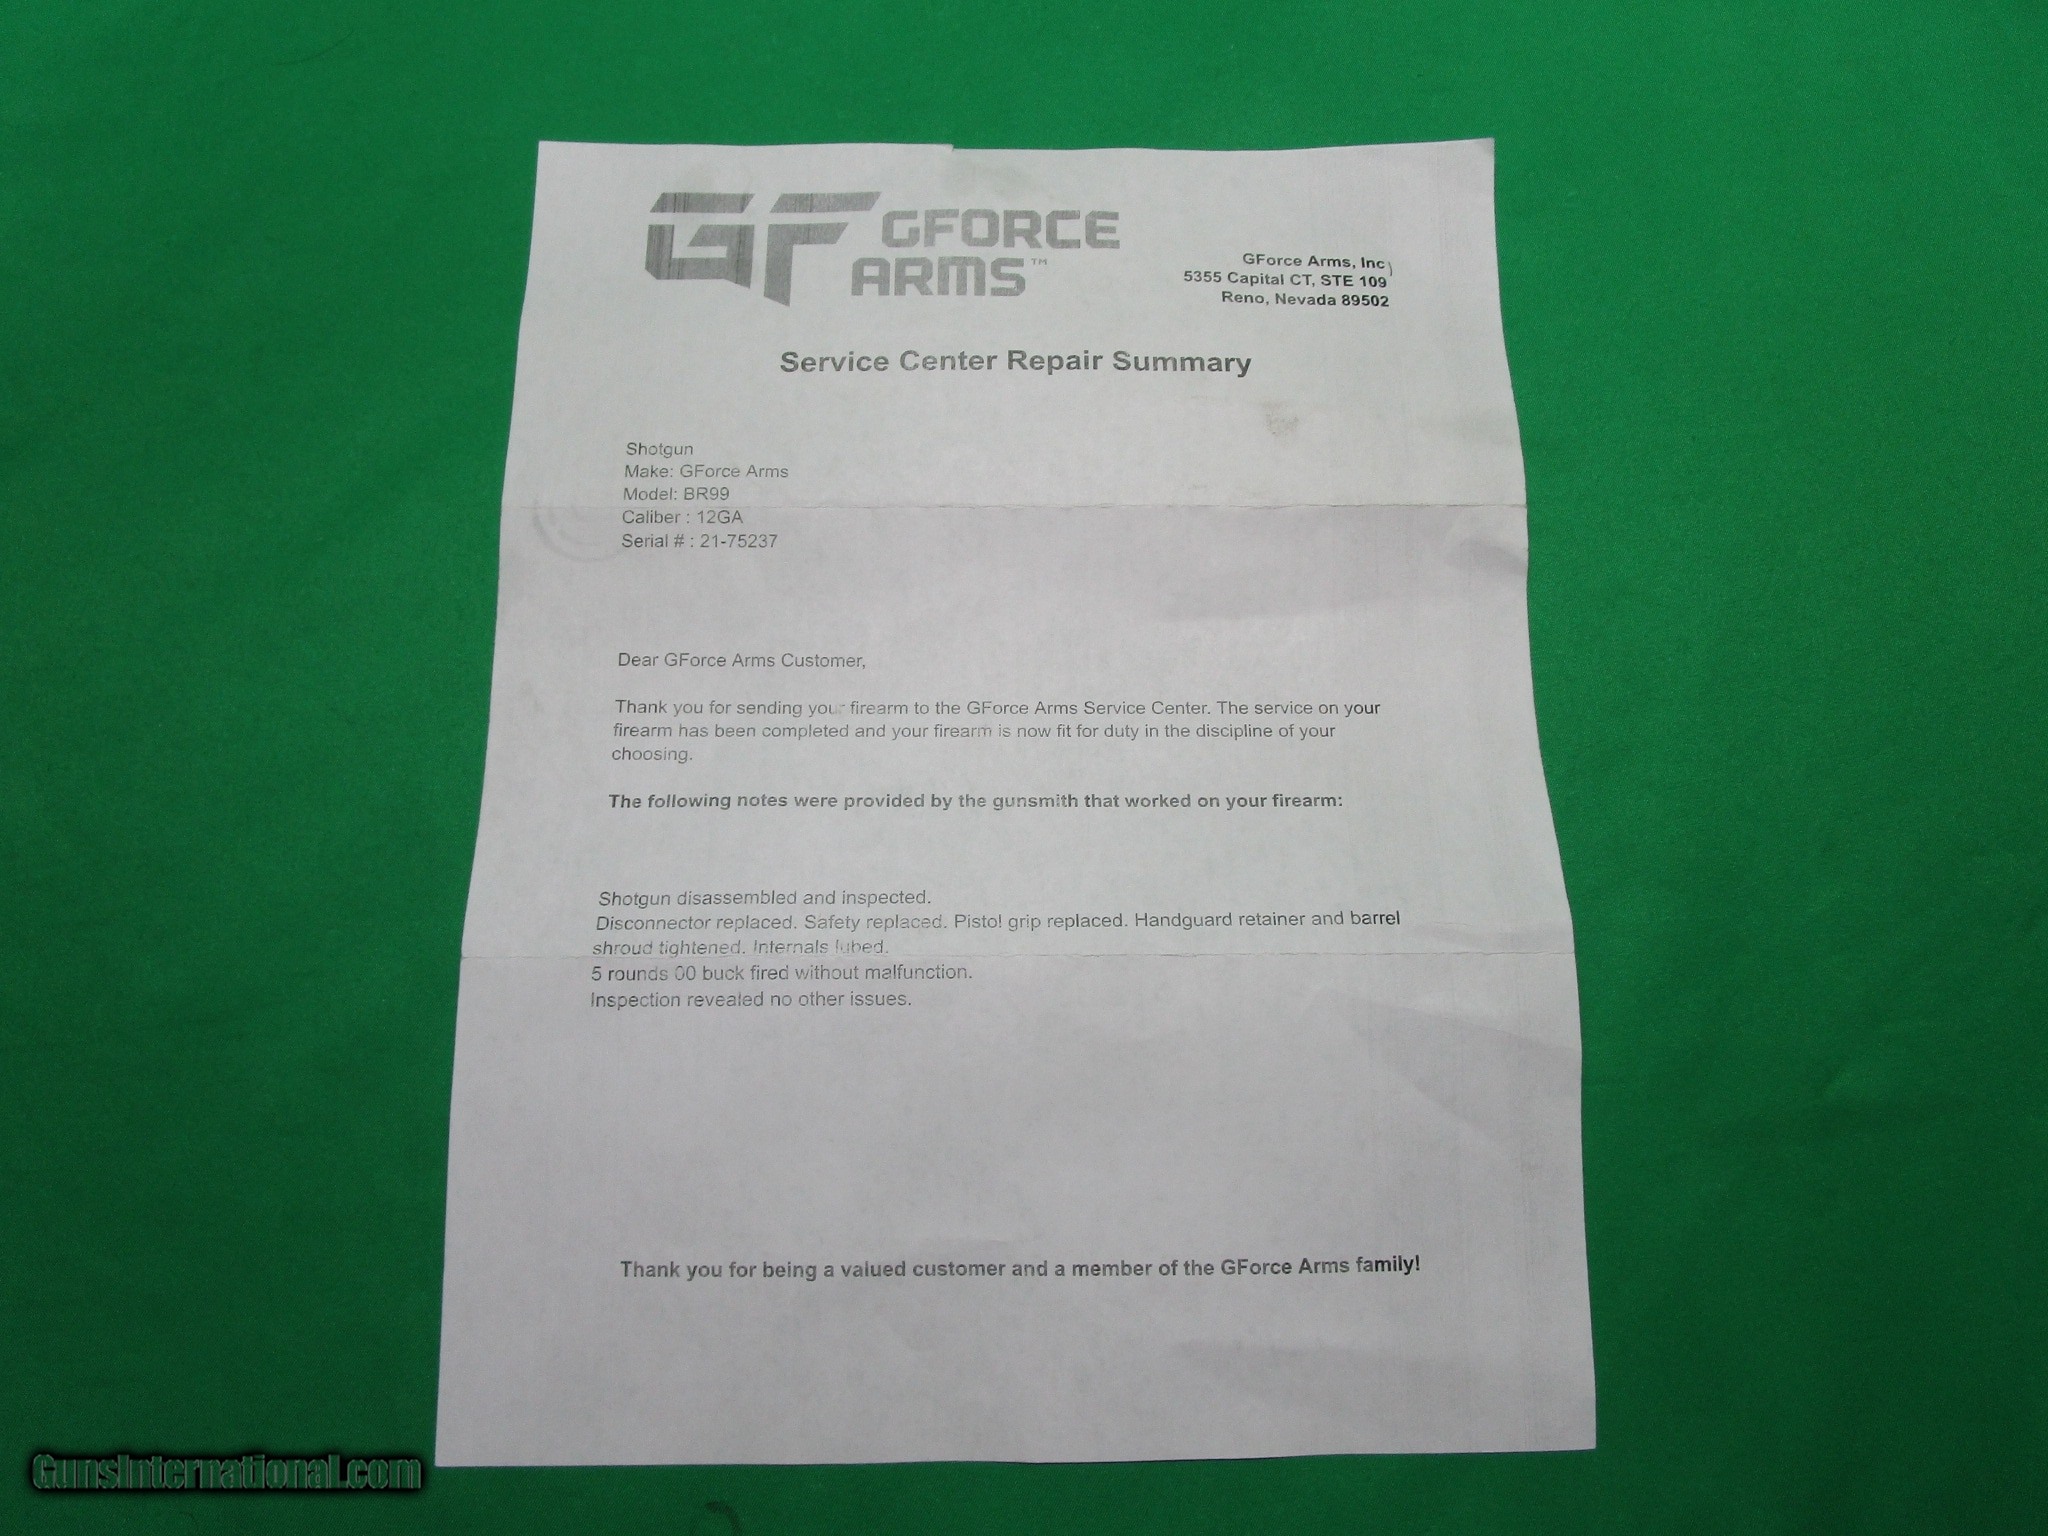 GF GFORCE
ARMS™
GForce Arms, Inc
5355 Capital CT, STE 109
Reno, Nevada 89502
Service Center Repair Summary
Shotgun
Make: GForce Arms
Model: BR99
Caliber : 12GA
Serial # : 21-75237
Dear GForce Arms Customer,
Thank you for sending your firearm to the GForce Arms Service Center. The service on your
firearm has been completed and your firearm is now fit for duty in the discipline of your
choosing.
The following notes were provided by the gunsmith that worked on your firearm:
Shotgun disassembled and inspected.
Disconnector replaced. Safety replaced. Pistol grip replaced. Handguard retainer and barrel
shroud tightened. Internals lubed.
5 rounds 00 buck fired without malfunction.
Inspection revealed no other issues.
Thank you for being a valued customer and a member of the GForce Arms family!
GunsInternational.com